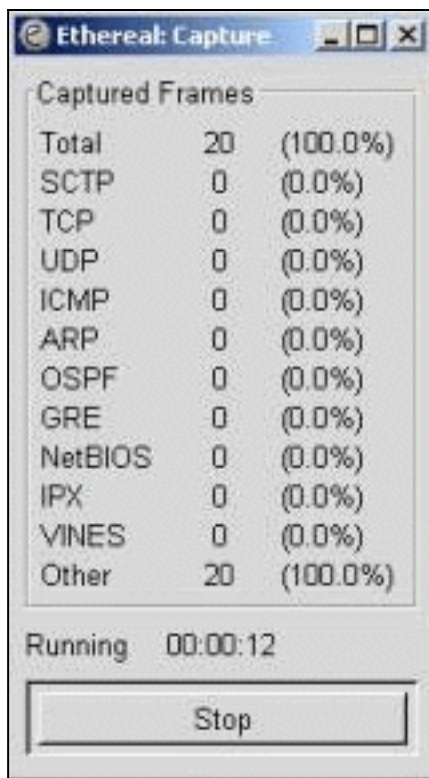 Ethereal: Capture
Captured Frames
Total 20 (100.0%)
SCTP 0 (0.0%)
TCP 0 (0.0%)
UDP 0 (0.0%)
ICMP 0 (0.0%)
ARP 0 (0.0%)
OSPF 0 (0.0%)
GRE 0 (0.0%)
NetBIOS 0 (0.0%)
IPX 0 (0.0%)
VINES 0 (0.0%)
Other 20 (100.0%)
Running 00:00:12
Stop